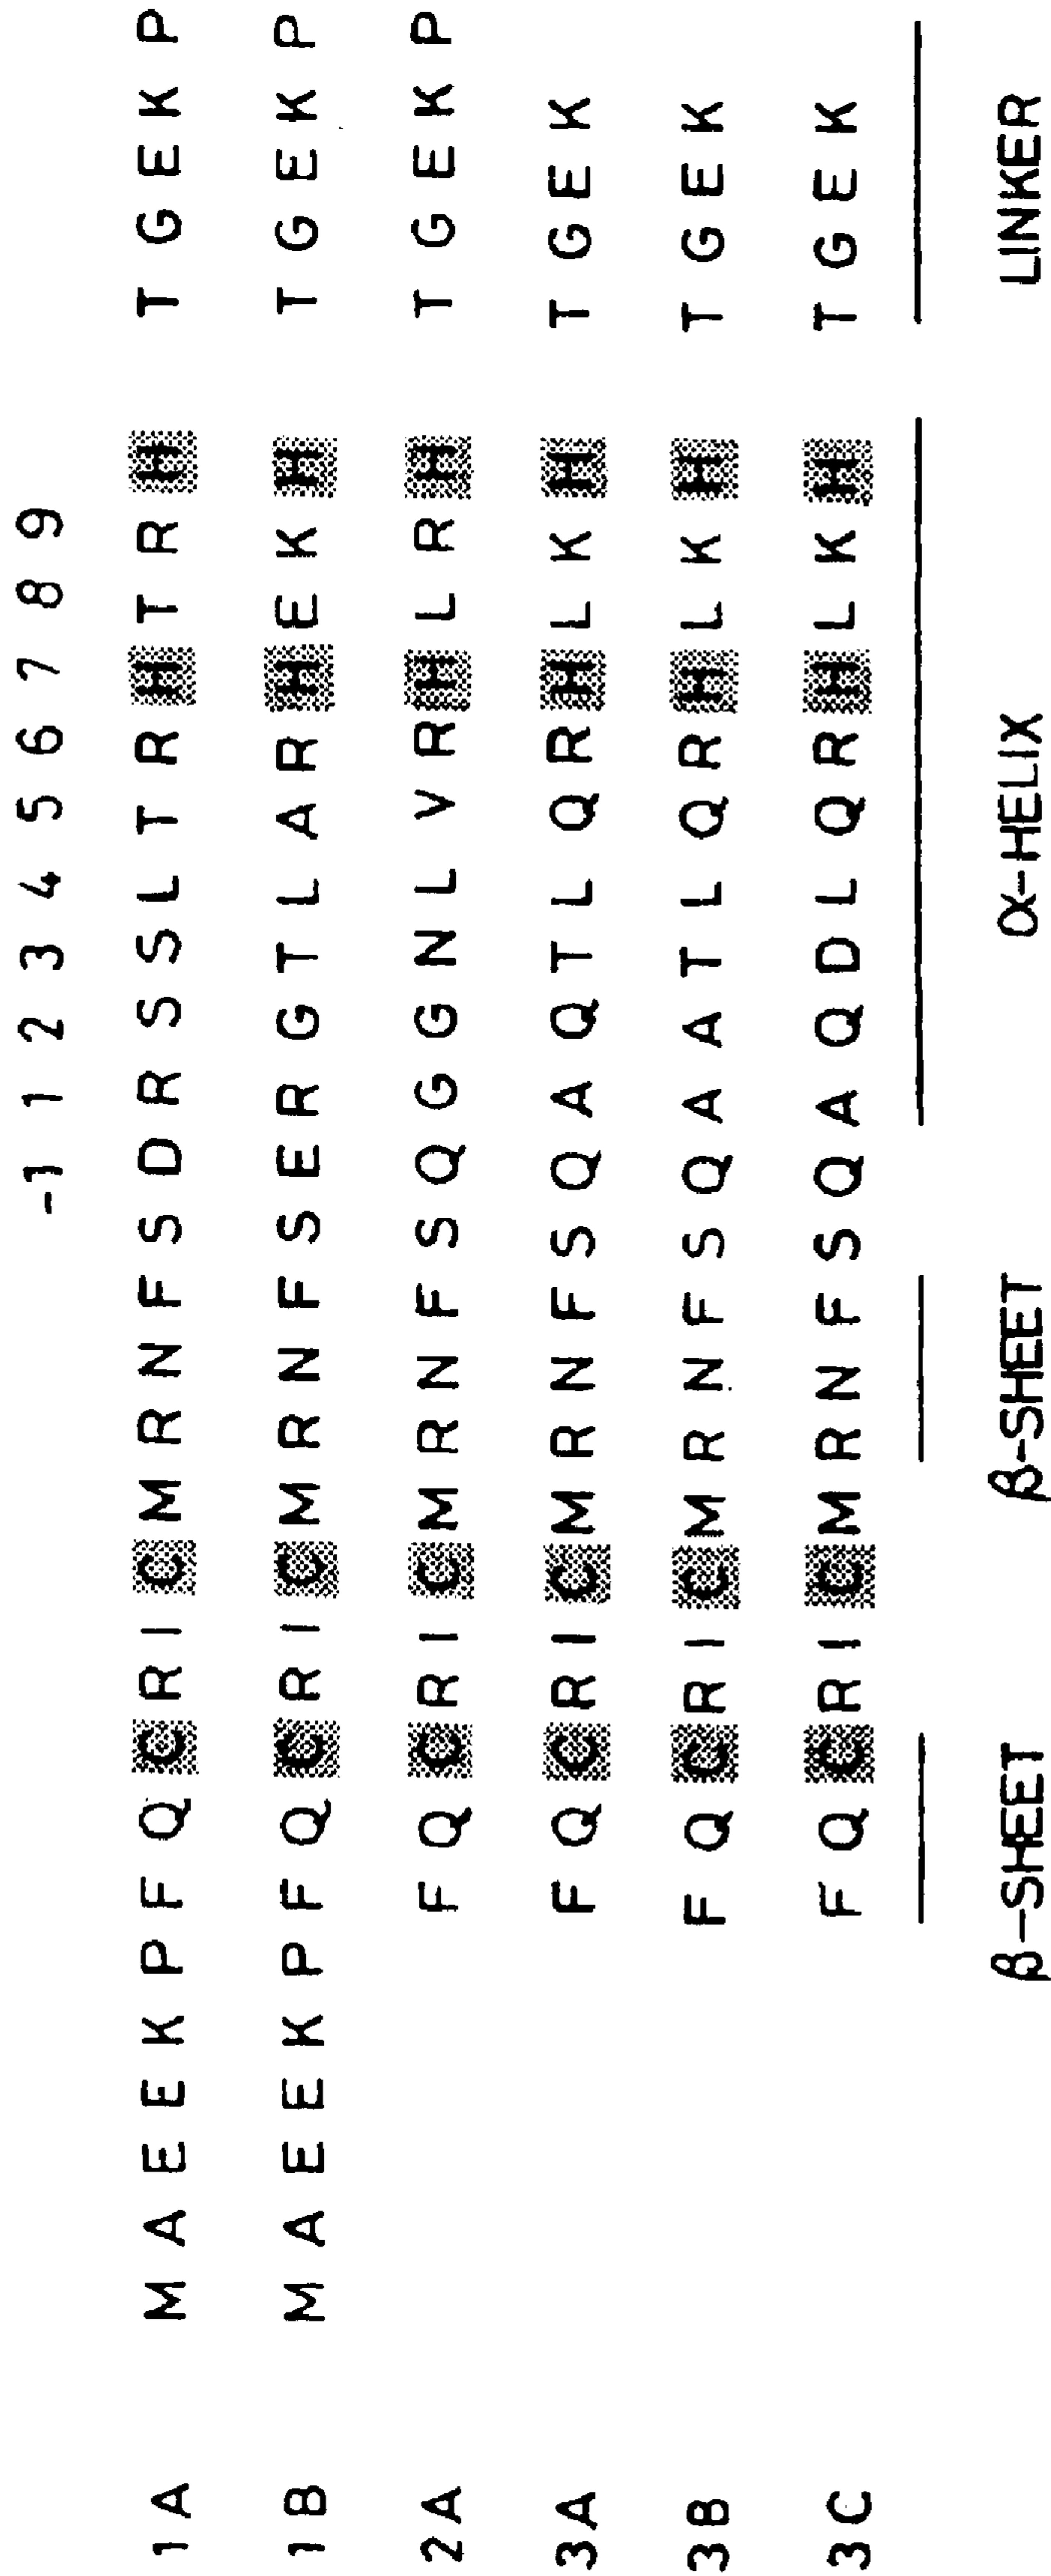 -1 1 2 3 4 5 6 7 8 9
1A M A E E K P F Q C R I C M R N F S D R S S L T R H T R H T G E K P
1B M A E E K P F Q C R I C M R N F S E R G T L A R H E K H T G E K P
2A F Q C R I C M R N F S Q G G N L V R H L R H T G E K P
3A F Q C R I C M R N F S Q A Q T L Q R H L K H T G E K
3B F Q C R I C M R N F S Q A A T L Q R H L K H T G E K
3C F Q C R I C M R N F S Q A Q D L Q R H L K H T G E K
β-SHEET β-SHEET α-HELIX LINKER